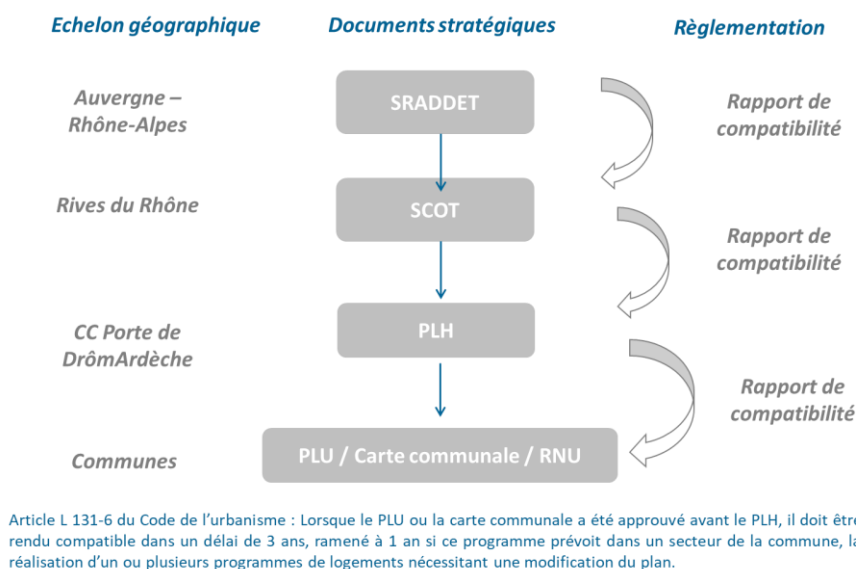 Echelon géographique
Documents stratégiques
Règlementation
Auvergne –
Rhône-Alpes
SRADDET
Rapport de
compatibilité
Rives du Rhône
SCOT
Rapport de
compatibilité
CC Porte de
DrômArdèche
PLH
Rapport de
compatibilité
Communes
PLU / Carte communale / RNU
Article L 131-6 du Code de l'urbanisme : Lorsque le PLU ou la carte communale a été approuvé avant le PLH, il doit être
rendu compatible dans un délai de 3 ans, ramené à 1 an si ce programme prévoit dans un secteur de la commune, la
réalisation d'un ou plusieurs programmes de logements nécessitant une modification du plan.